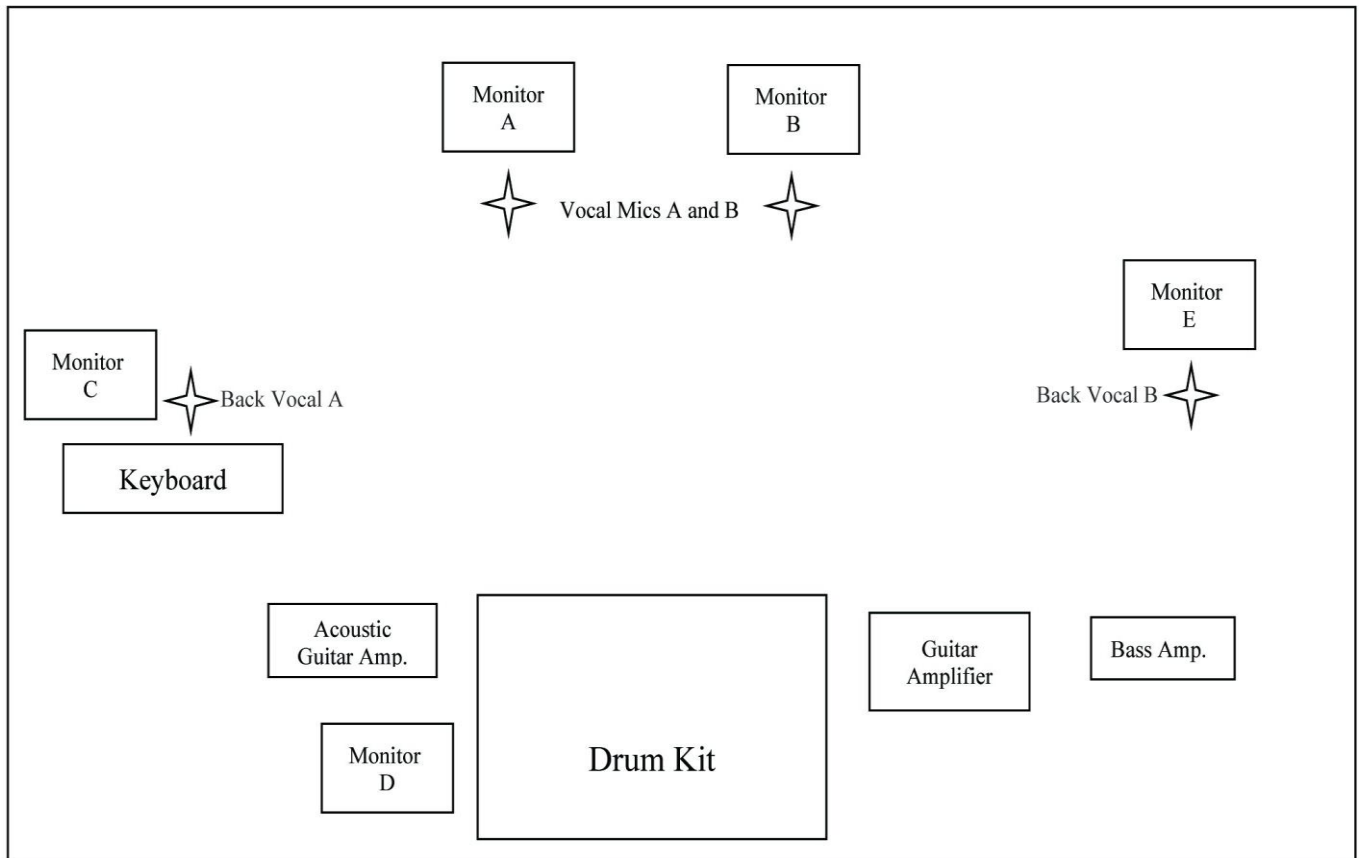 Monitor
A
Monitor
B
Vocal Mics A and B
Monitor
E
Monitor
C
Back Vocal A
Back Vocal B
Keyboard
Acoustic
Guitar Amp.
Guitar
Amplifier
Bass Amp.
Monitor
D
Drum Kit